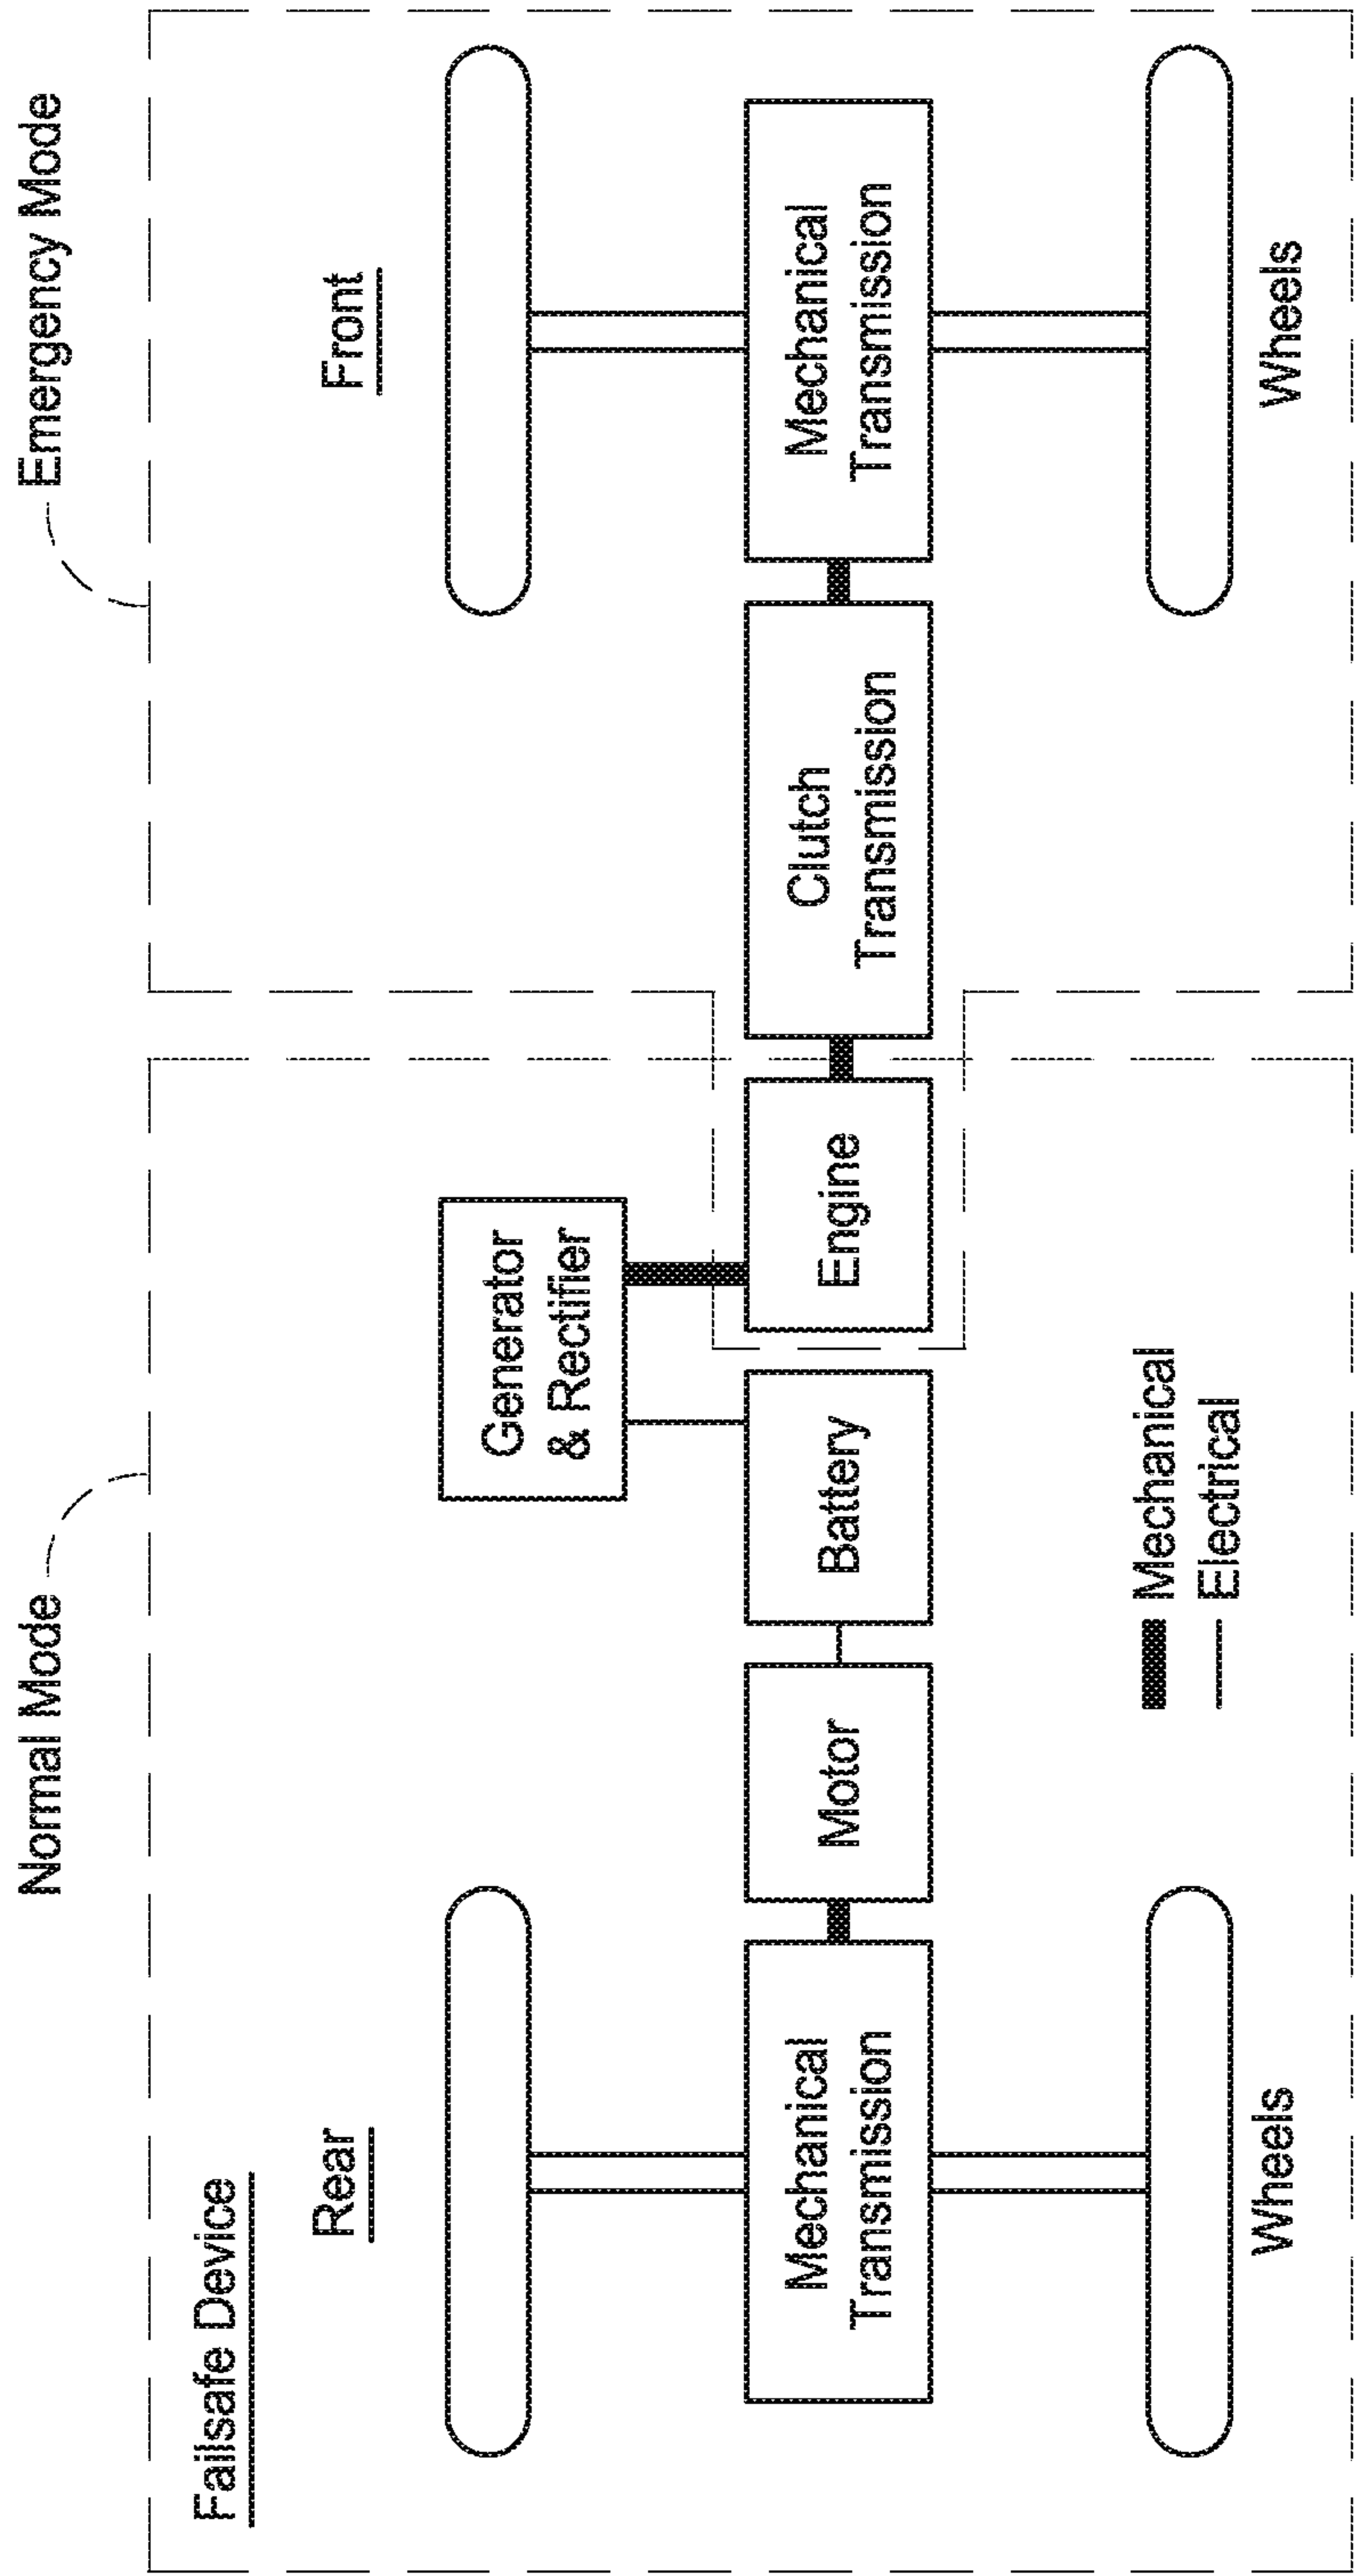 Normal Mode
Emergency Mode
Failsafe Device
Rear
Front
Generator
& Rectifier
Mechanical
Transmission
Motor
Battery
Engine
Clutch
Transmission
Mechanical
Transmission
Mechanical
Electrical
Wheels
Wheels